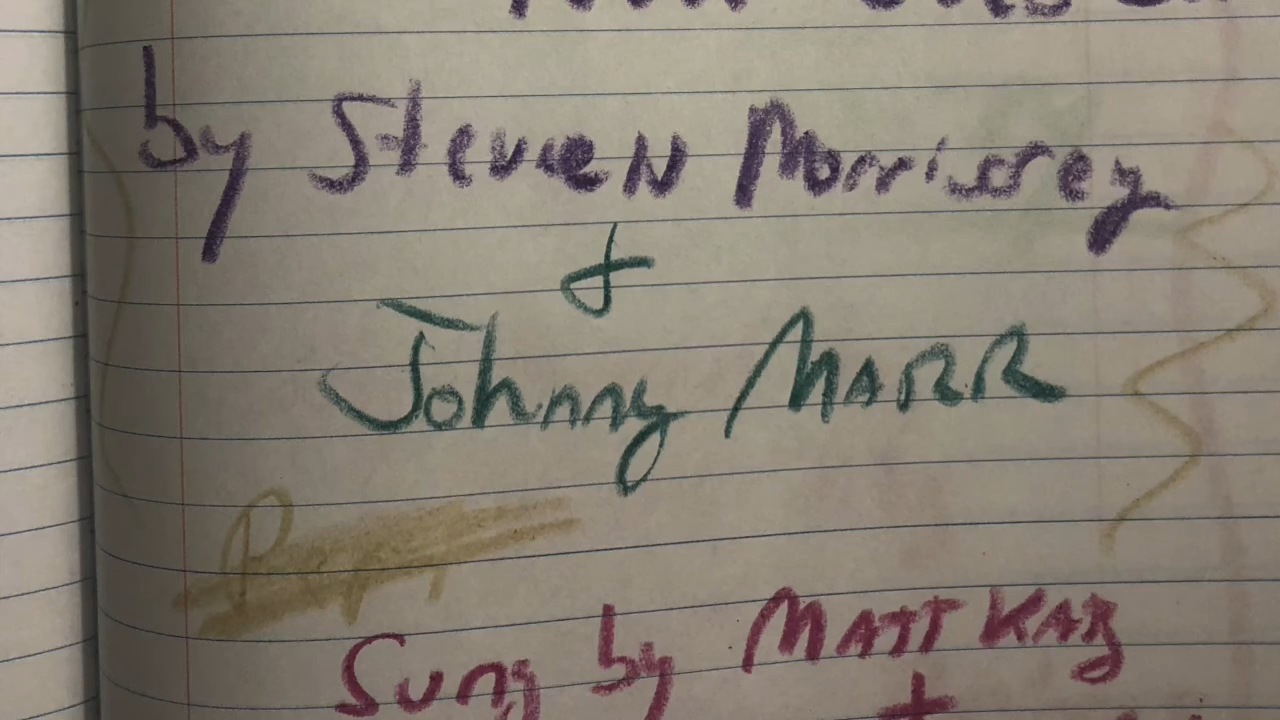 by Steven Morrissey
+
Johnny MARR
Sung by MATT KAZ
+